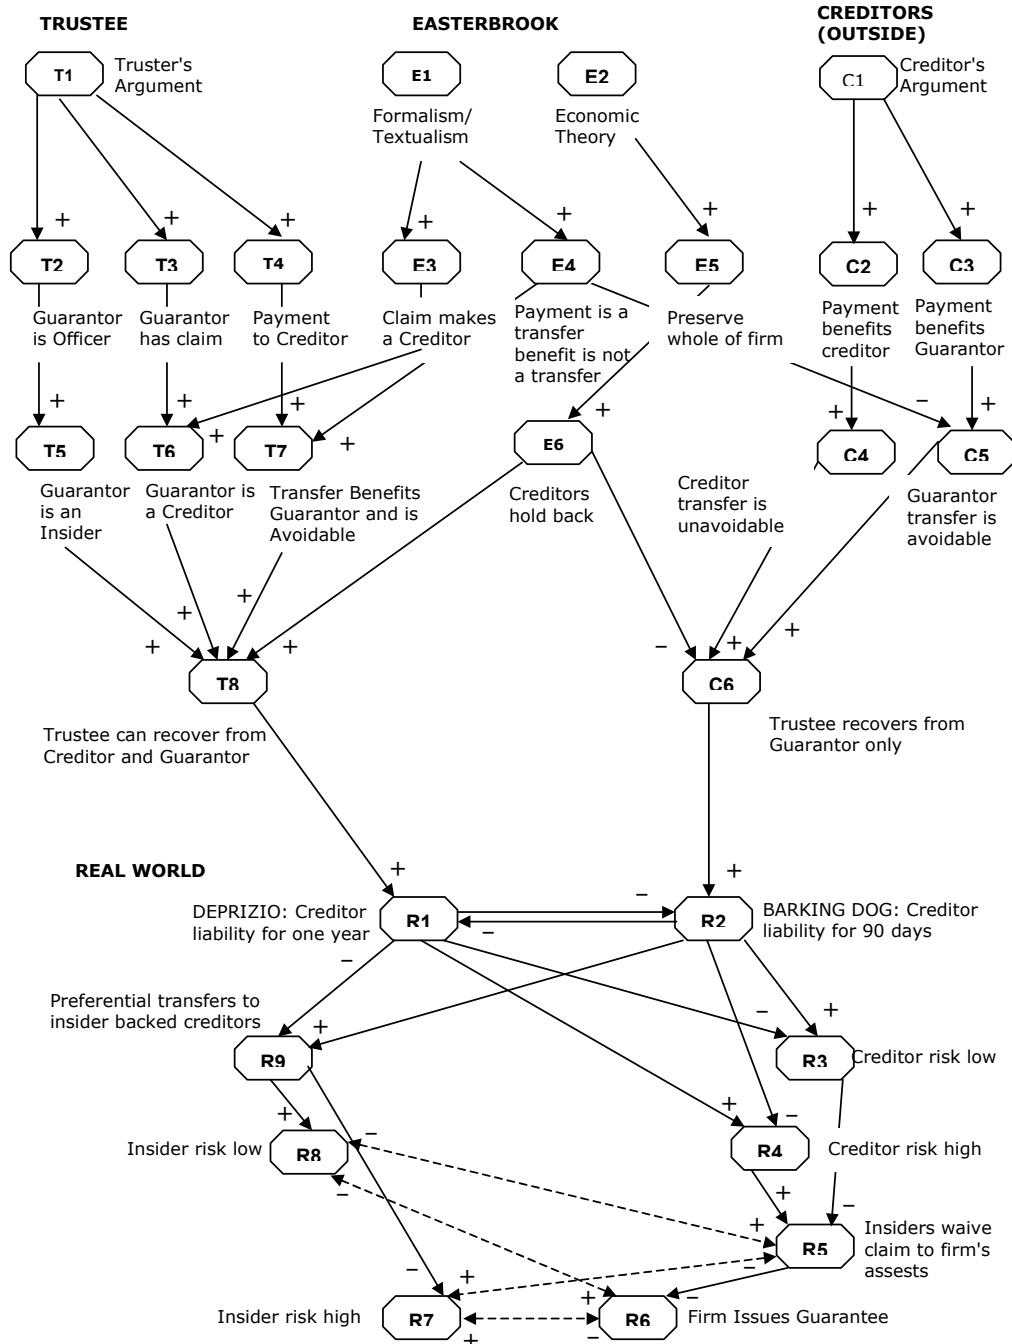 TRUSTEE
EASTERBROOK
CREDITORS
(OUTSIDE)
T1
Truster's
Argument
E1
E2
C1
Creditor's
Argument
Formalism/
Textualism
Economic
Theory
+
+
+
+
+
+
+
+
T2
T3
T4
E3
E4
E5
C2
C3
Guarantor
is Officer
Guarantor
has claim
Payment
to Creditor
Claim makes
a Creditor
Payment is a
transfer
benefit is not
a transfer
Preserve
whole of firm
Payment
benefits
creditor
Payment
benefits
Guarantor
+
+
+
+
+
+
+
–
+
T5
T6
T7
E6
C4
C5
Guarantor
is an
Insider
Guarantor is
a Creditor
Transfer Benefits
Guarantor and is
Avoidable
Creditors
hold back
Creditor
transfer is
unavoidable
Guarantor
transfer is
avoidable
+
+
+
+
–
+
+
T8
C6
Trustee can recover from
Creditor and Guarantor
Trustee recovers from
Guarantor only
REAL WORLD
+
+
DEPRIZIO: Creditor
liability for one year
R1
–
–
R2
BARKING DOG: Creditor
liability for 90 days
–
Preferential transfers to
insider backed creditors
+
–
+
R9
R3
Creditor risk low
+
+
–
Insider risk low
R8
–
R4
Creditor risk high
–
+
–
+
R5
Insiders waive
claim to firm's
assests
–
+
–
+
–
Insider risk high
R7
+
–
R6
Firm Issues Guarantee